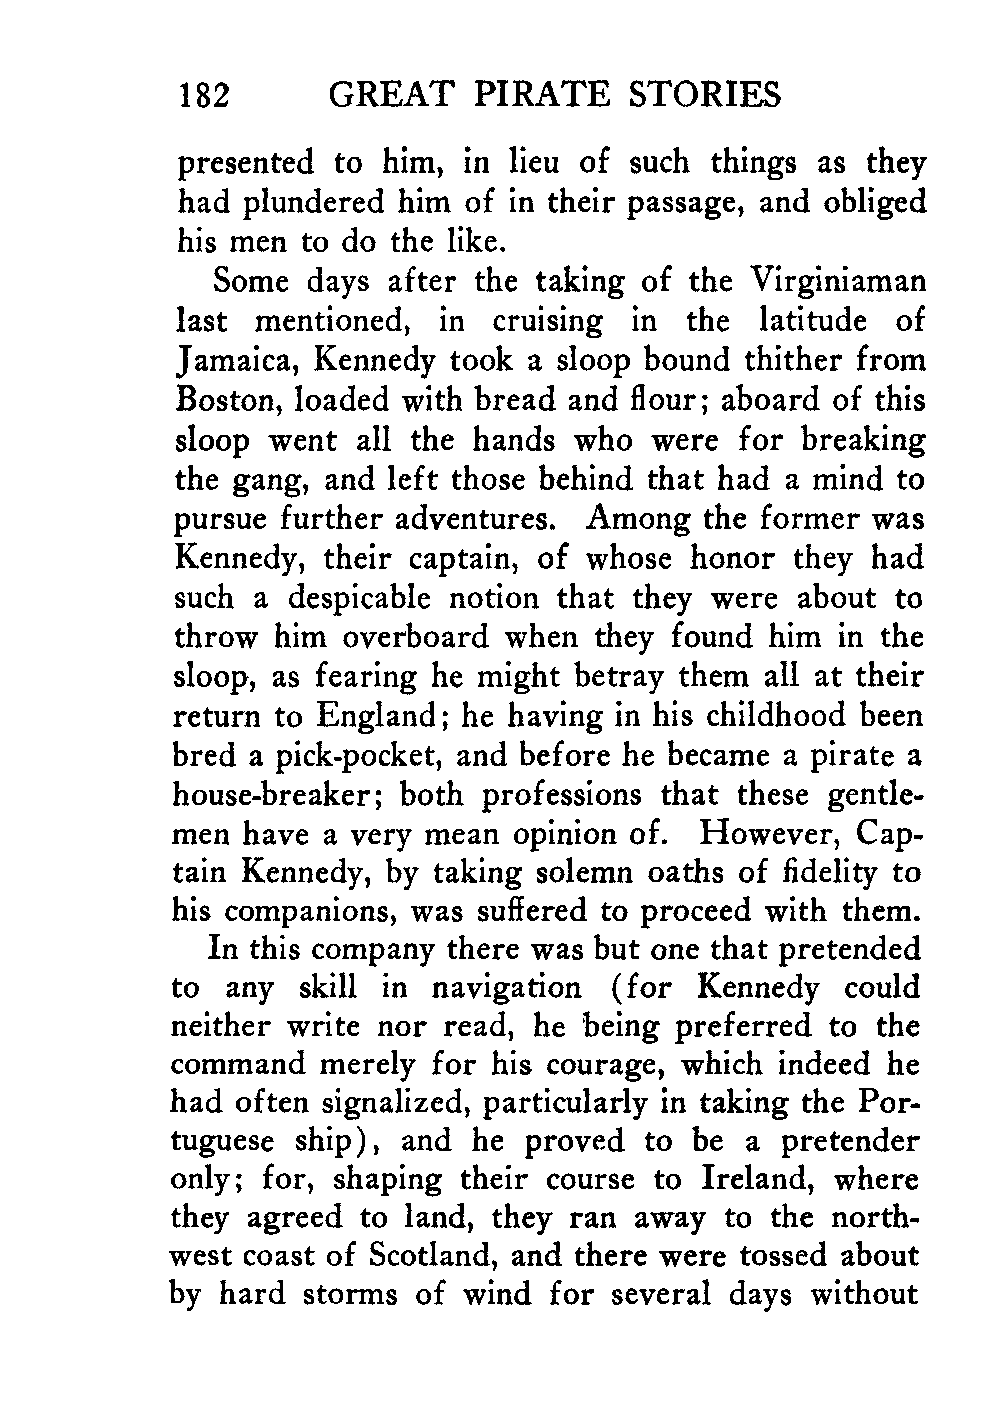 182 GREAT PIRATE STORIES
presented to him, in lieu of such things as they
had plundered him of in their passage, and obliged
his men to do the like.
Some days after the taking of the Virginiaman
last mentioned, in cruising in the latitude of
Jamaica, Kennedy took a sloop bound thither from
Boston, loaded with bread and flour; aboard of this
sloop went all the hands who were for breaking
the gang, and left those behind that had a mind to
pursue further adventures. Among the former was
Kennedy, their captain, of whose honor they had
such a despicable notion that they were about to
throw him overboard when they found him in the
sloop, as fearing he might betray them all at their
return to England; he having in his childhood been
bred a pick-pocket, and before he became a pirate a
house-breaker; both professions that these gentle-
men have a very mean opinion of. However, Cap-
tain Kennedy, by taking solemn oaths of fidelity to
his companions, was suffered to proceed with them.
In this company there was but one that pretended
to any skill in navigation (for Kennedy could
neither write nor read, he being preferred to the
command merely for his courage, which indeed he
had often signalized, particularly in taking the Por-
tuguese ship), and he proved to be a pretender
only; for, shaping their course to Ireland, where
they agreed to land, they ran away to the north-
west coast of Scotland, and there were tossed about
by hard storms of wind for several days without